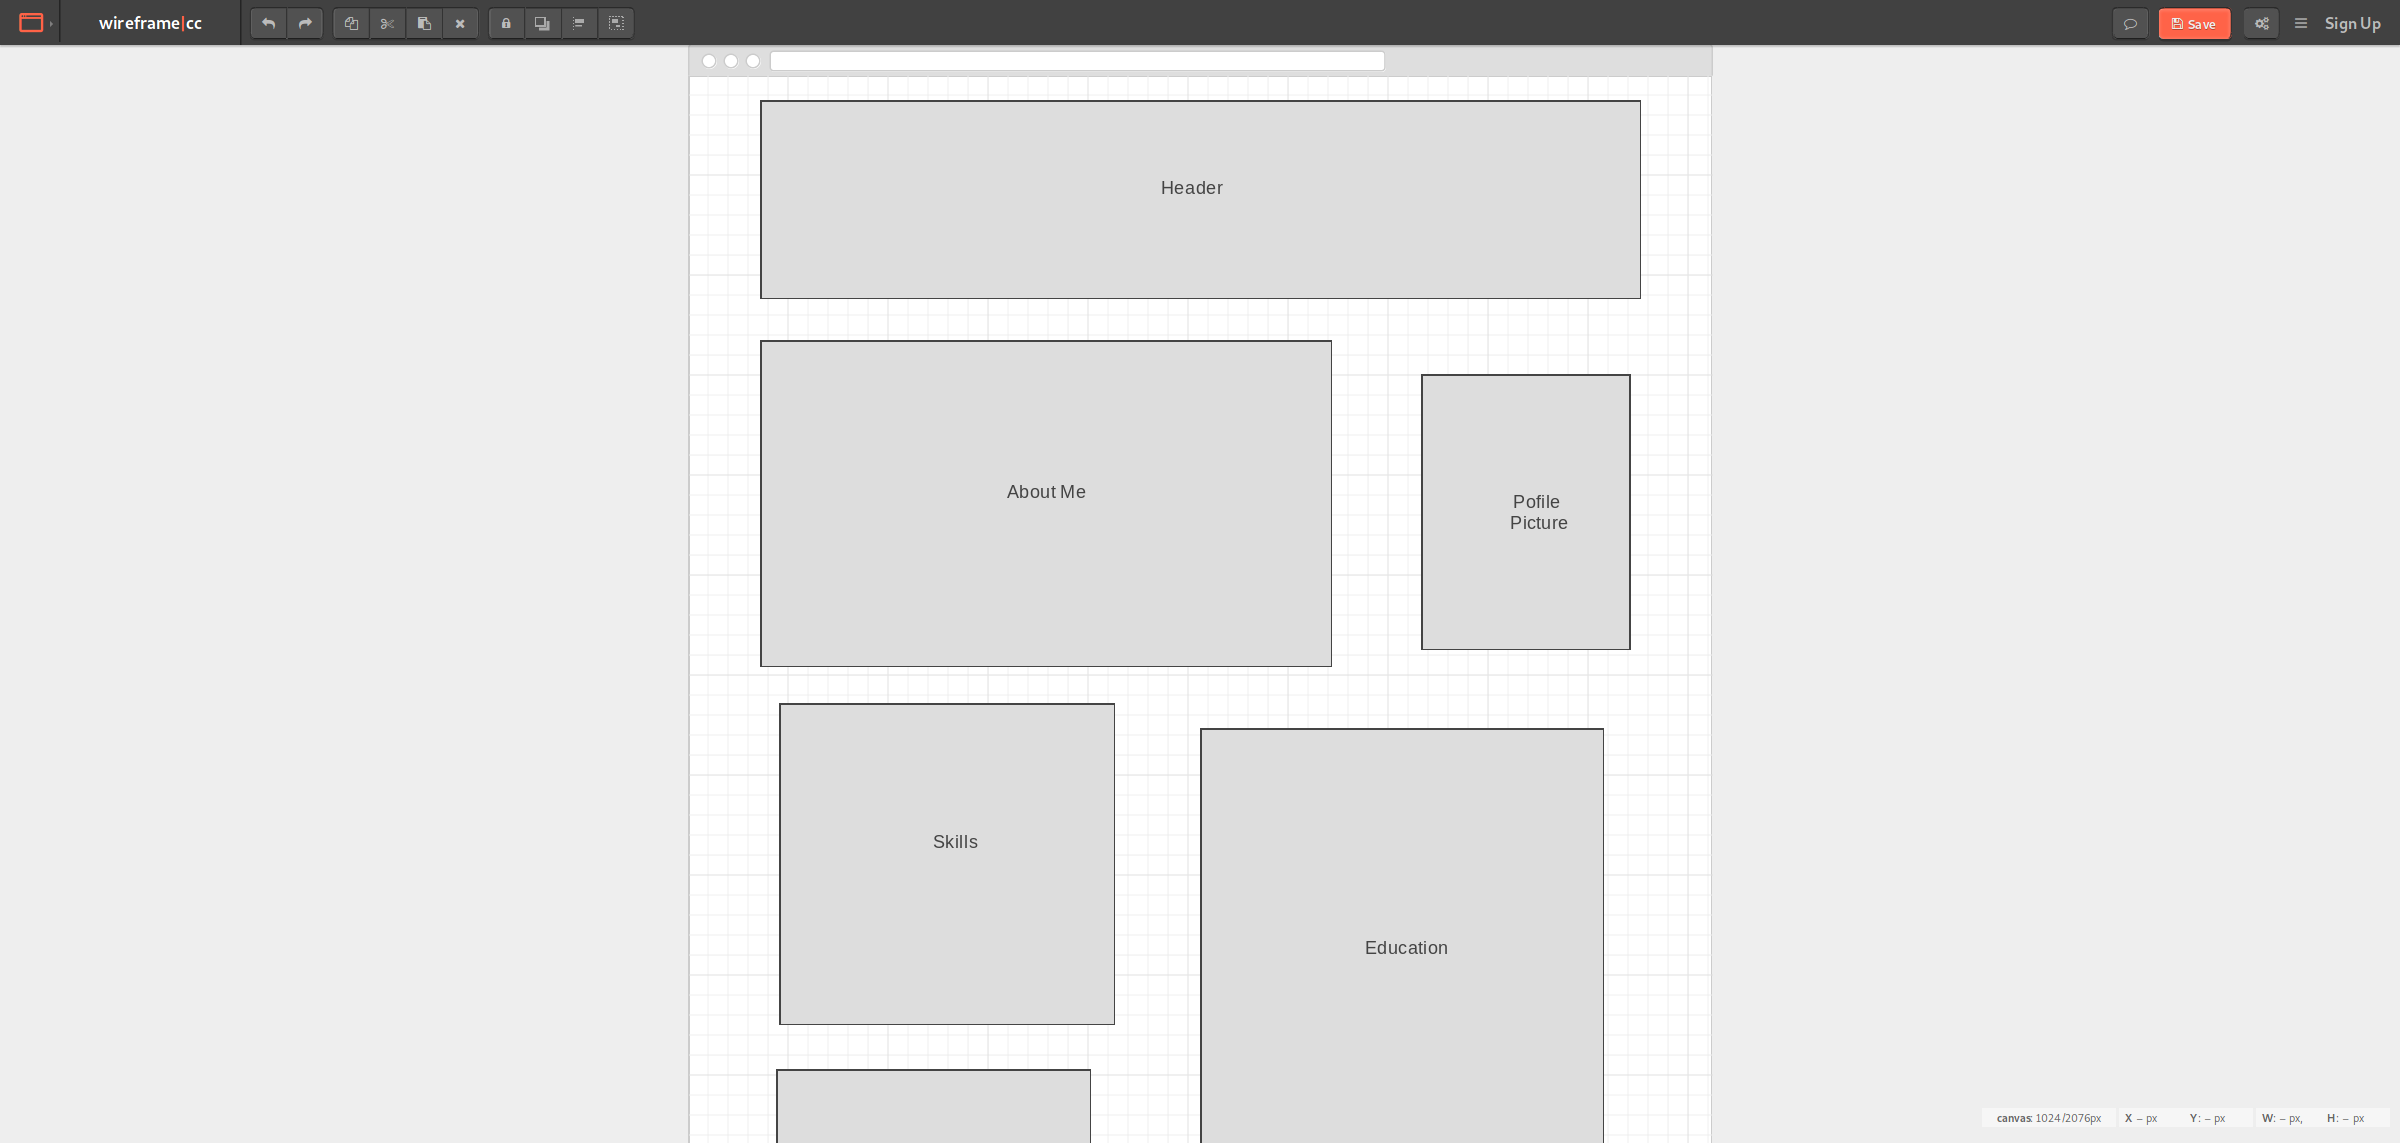 wireframe|cc
Save
Sign Up
Header
About Me
Pofile
Picture
Skills
Education
canvas: 1024/2076px X – px Y: – px W: – px, H: – px